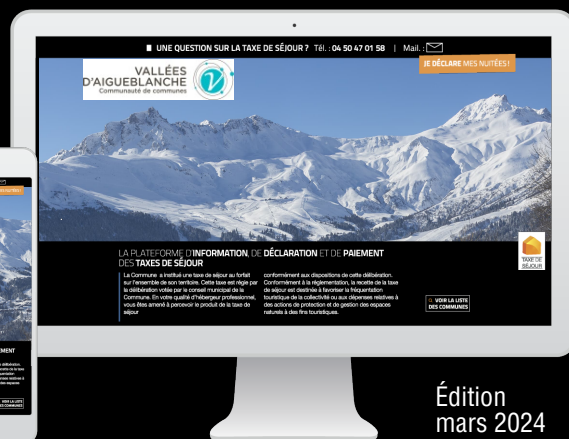 UNE QUESTION SUR LA TAXE DE SÉJOUR ? Tél. : 04 50 47 01 58 | Mail. :
JE DÉCLARE MES NUITÉES !
VALLÉES
D'AIGUEBLANCHE
Communauté de communes
LA PLATEFORME D'INFORMATION, DE DÉCLARATION ET DE PAIEMENT
DES TAXES DE SÉJOUR
La Commune a institué une taxe de séjour au forfait
sur l'ensemble de son territoire. Cette taxe est régie par
la délibération votée par le conseil municipal de la
Commune. En votre qualité d'hébergeur professionnel,
vous êtes amené à percevoir le produit de la taxe de
séjour
conformément aux dispositions de cette délibération.
Conformément à la réglementation, la recette de la taxe
de séjour est destinée à favoriser la fréquentation
touristique de la collectivité ou aux dépenses relatives à
des actions de protection et de gestion des espaces
naturels à des fins touristiques.
TAXE DE
SÉJOUR
VOIR LA LISTE
DES COMMUNES
VOIR LA LISTE
DES COMMUNES
Édition
mars 2024